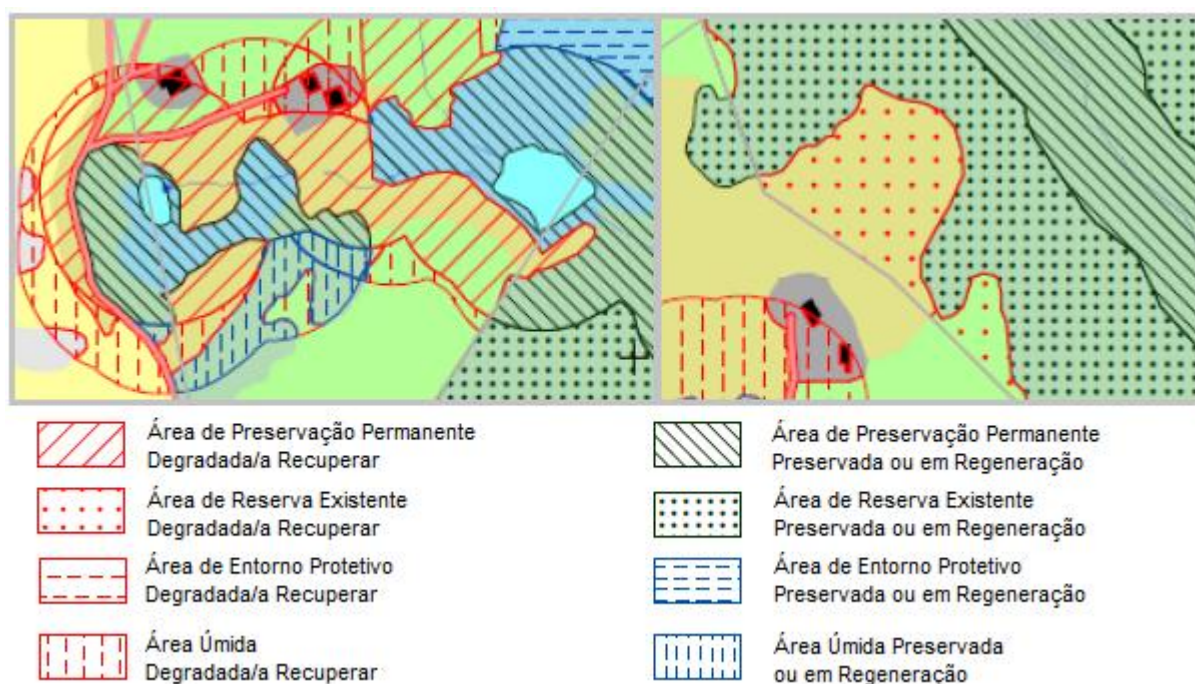 Área de Preservação Permanente
Degradada/a Recuperar
Área de Reserva Existente
Degradada/a Recuperar
Área de Entorno Protetivo
Degradada/a Recuperar
Área Úmida
Degradada/a Recuperar
Área de Preservação Permanente
Preservada ou em Regeneração
Área de Reserva Existente
Preservada ou em Regeneração
Área de Entorno Protetivo
Preservada ou em Regeneração
Área Úmida Preservada
ou em Regeneração